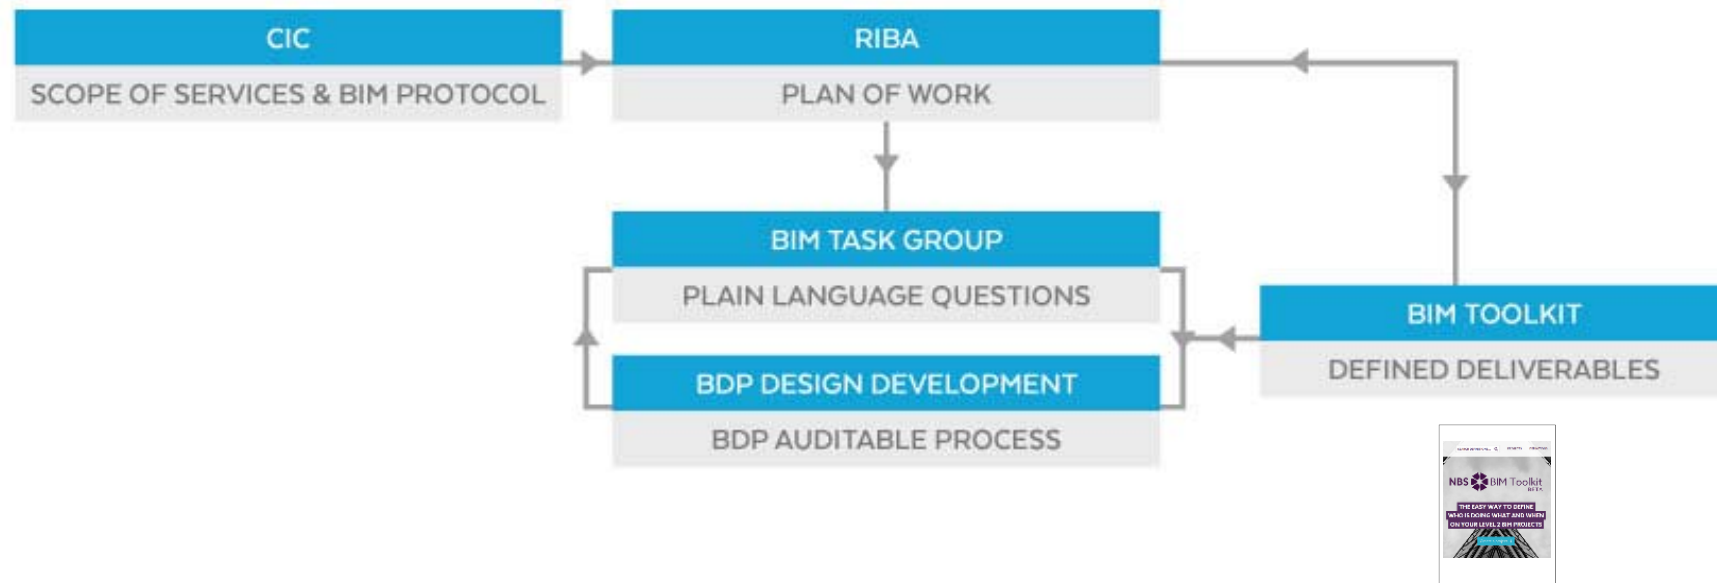 CIC
SCOPE OF SERVICES & BIM PROTOCOL
RIBA
PLAN OF WORK
BIM TASK GROUP
PLAIN LANGUAGE QUESTIONS
BDP DESIGN DEVELOPMENT
BDP AUDITABLE PROCESS
BIM TOOLKIT
DEFINED DELIVERABLES
NBS BIM Toolkit
BETA
THE EASY WAY TO DEFINE
WHO IS DOING WHAT AND WHEN
ON YOUR LEVEL 2 BIM PROJECTS